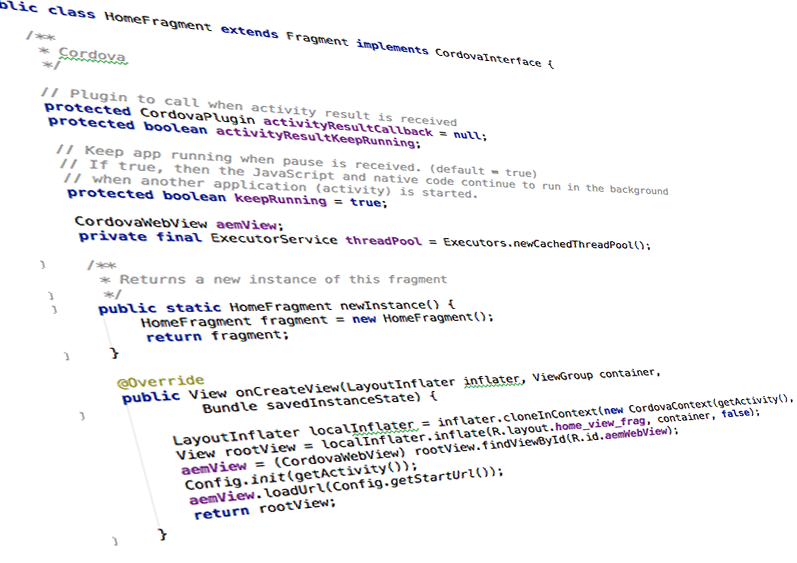 blic class HomeFragment extends Fragment implements CordovaInterface {
/**
* Cordova
*/
// Plugin to call when activity result is received
protected CordovaPlugin activityResultCallback = null;
protected boolean activityResultKeepRunning;
// Keep app running when pause is received. (default = true)
// If true, then the JavaScript and native code continue to run in the background
// when another application (activity) is started.
protected boolean keepRunning = true;
CordovaWebView aemView;
private final ExecutorService threadPool = Executors.newCachedThreadPool();
/**
* Returns a new instance of this fragment
*/
public static HomeFragment newInstance() {
HomeFragment fragment = new HomeFragment();
return fragment;
}
@Override
public View onCreateView(LayoutInflater inflater, ViewGroup container,
Bundle savedInstanceState) {
LayoutInflater localInflater = inflater.cloneInContext(new CordovaContext(getActivity(),
View rootView = localInflater.inflate(R.layout.home_view_frag, container, false);
aemView = (CordovaWebView) rootView.findViewById(R.id.aemWebView);
Config.init(getActivity());
aemView.loadUrl(Config.getStartUrl());
return rootView;
}